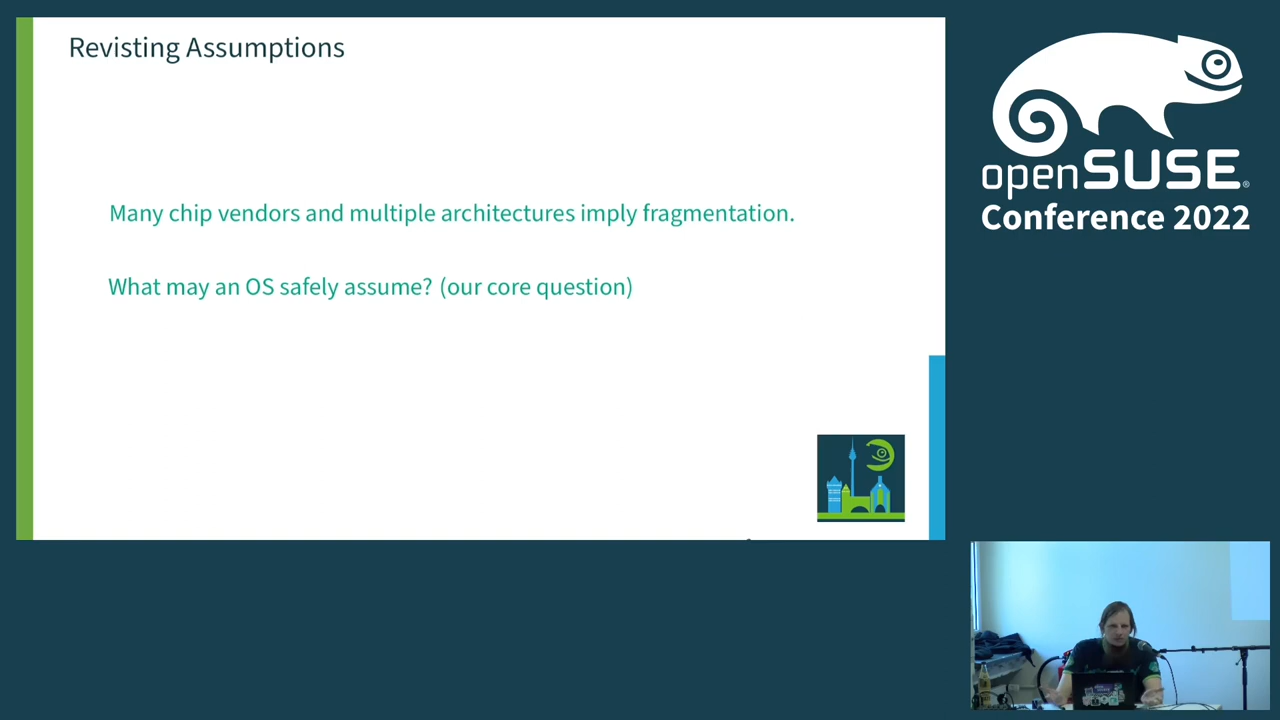 Revisting Assumptions
Many chip vendors and multiple architectures imply fragmentation.
What may an OS safely assume? (our core question)
openSUSE®
Conference 2022